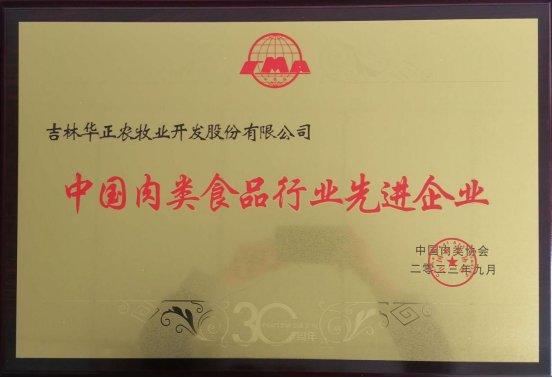 CMA
吉林华正农牧业开发股份有限公司
中国肉类食品行业先进企业
中国肉类协会
二零二三年九月
30
周年